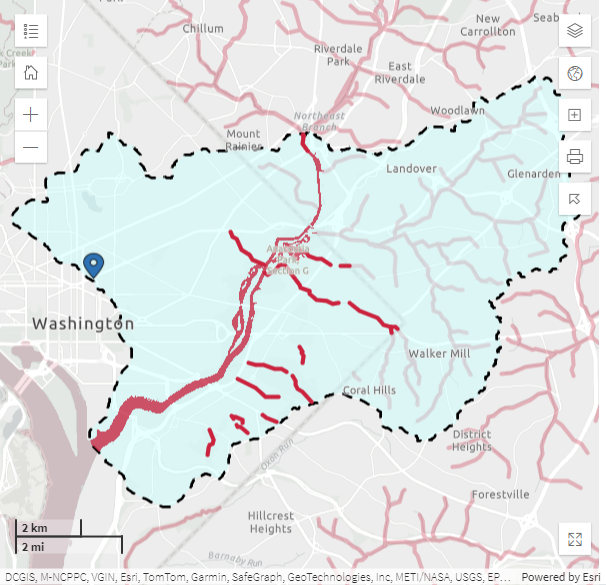 New
Carrollton
Seab
Chillum
Riverdale
Park
East
Riverdale
Creek
Park
Woodlawn
Northeast
Branch
Mount
Rainier
Landover
Glenarden
Anacostia
Park
Section G
Washington
Walker Mill
Coral Hills
District
Heights
Oxon Run
Forestville
Hillcrest
Heights
2 km
2 mi
Barnaby Run
DCGIS, M-NCPPC, VGIN, Esri, TomTom, Garmin, SafeGraph, GeoTechnologies, Inc, METI/NASA, USGS, EP... Powered by Esri